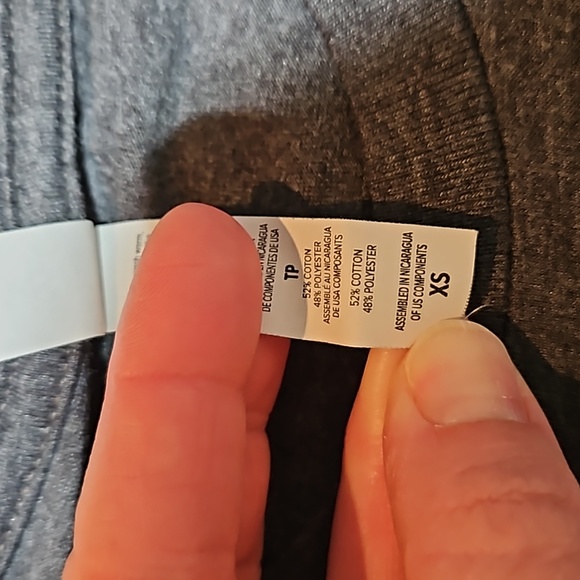 NICARAGUA
DE COMPONENTES DE USA
TP
52% COTON
48% POLYESTER
ASSEMBLÉ AU NICARAGUA
DE USA COMPOSANTS
52% COTTON
48% POLYESTER
ASSEMBLED IN NICARAGUA
OF US COMPONENTS
XS